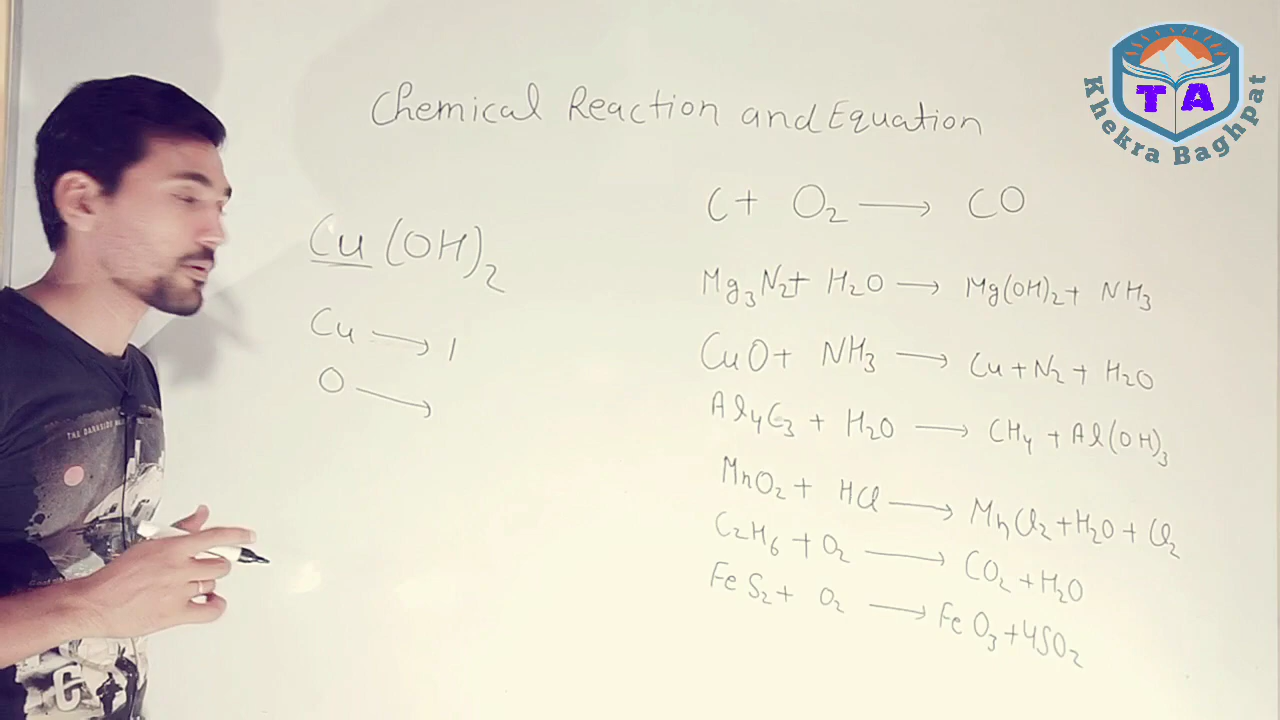 Chemical Reaction and Equation
TA
Khekra Baghpat
Cu(OH)2
Cu → 1
O →
C + O2 → CO
Mg3N2 + H2O → Mg(OH)2 + NH3
CuO + NH3 → Cu + N2 + H2O
Al4C3 + H2O → CH4 + Al(OH)3
MnO2 + HCl → MnCl2 + H2O + Cl2
C2H6 + O2 → CO2 + H2O
FeS2 + O2 → FeO3 + 4SO2
THE DARKSIDE
C